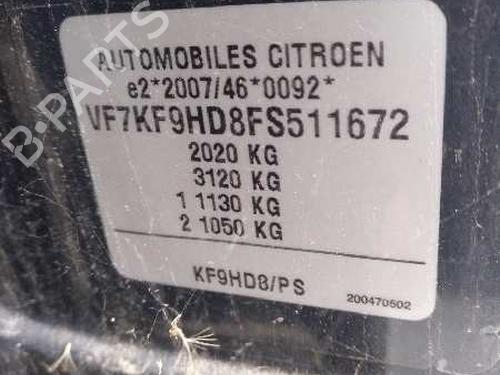 B-PARTS
AUTOMOBILES CITROEN
e2*2007/46*0092*
VF7KF9HD8FS511672
2020 KG
3120 KG
1 1130 KG
2 1050 KG
KF9HD8/PS
200470502